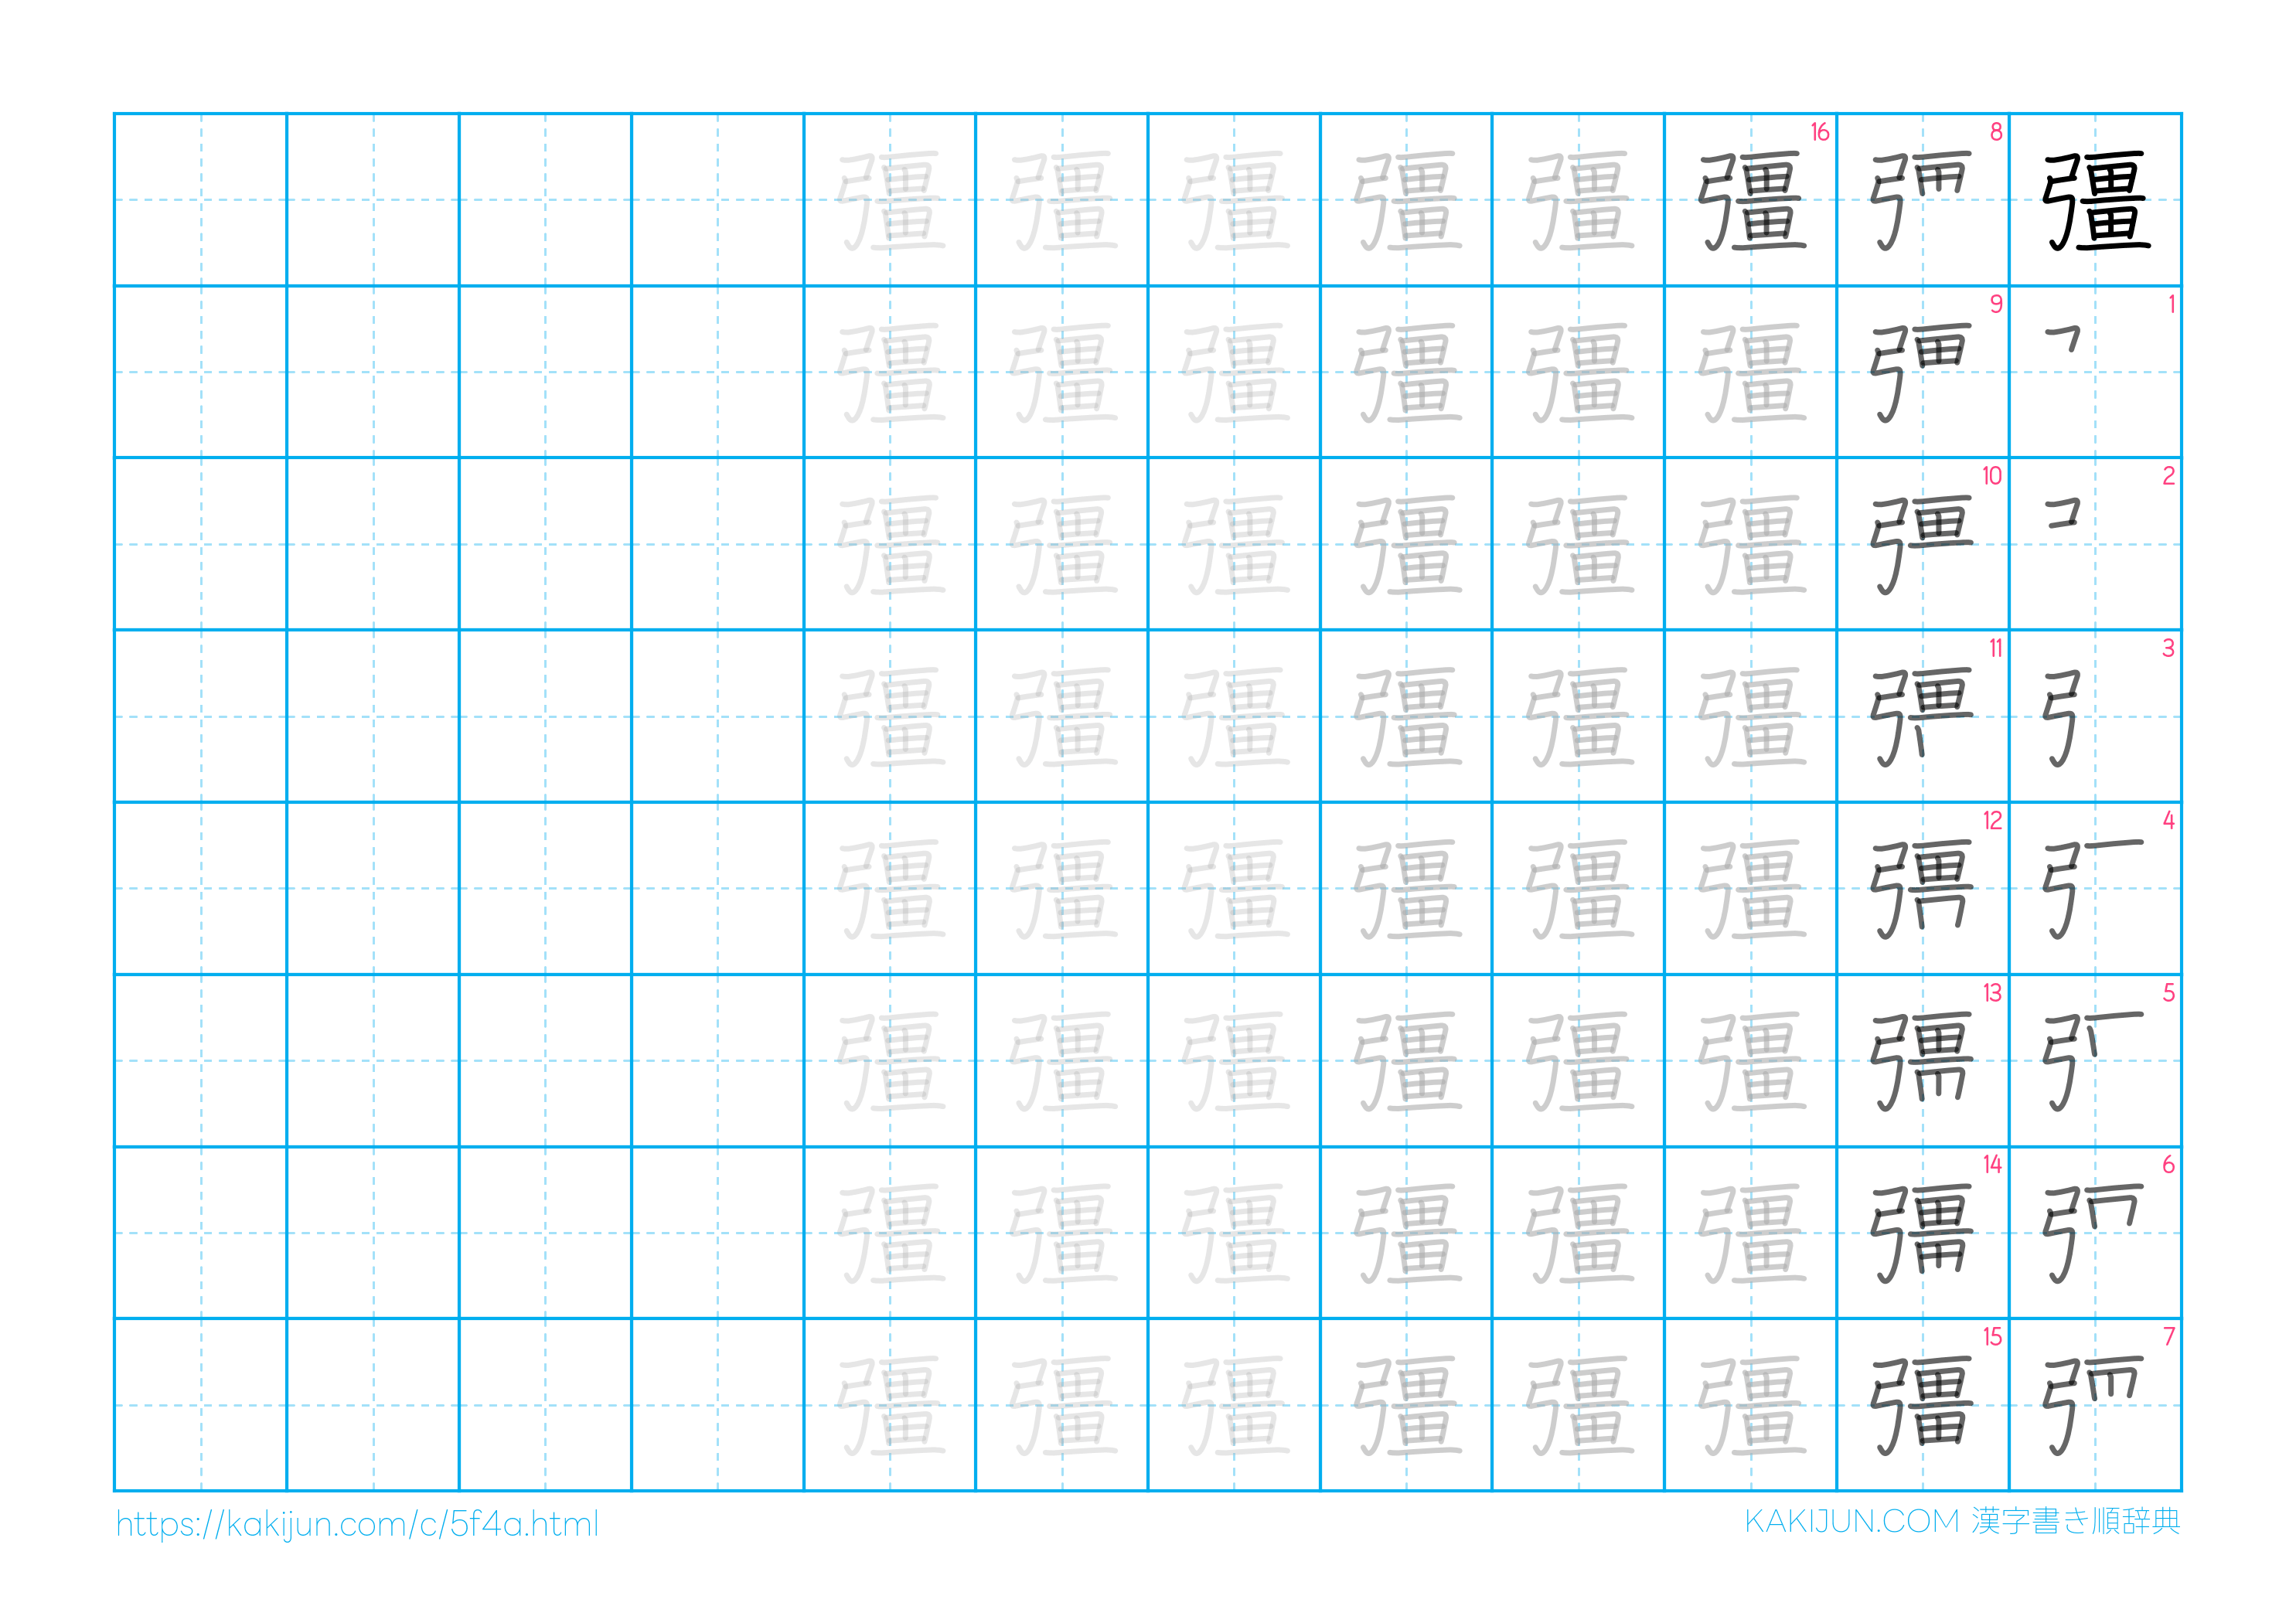 彊 彊 彊 彊 彊 彊 16 8 彊
彊 彊 彊 彊 彊 彊 9 1
彊 彊 彊 彊 彊 彊 10 2
彊 彊 彊 彊 彊 彊 11 3
彊 彊 彊 彊 彊 彊 12 4
彊 彊 彊 彊 彊 彊 13 5
彊 彊 彊 彊 彊 彊 14 6
彊 彊 彊 彊 彊 彊 15 7
https://kakijun.com/c/5f4a.html
KAKIJUN.COM 漢字書き順辞典